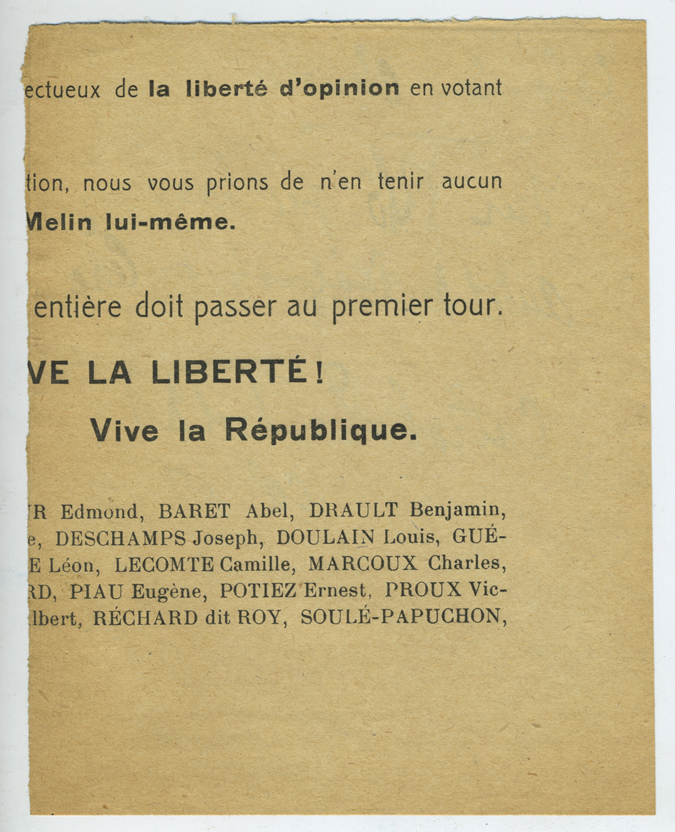 ectueux de la liberté d'opinion en votant
tion, nous vous prions de n'en tenir aucun
Melin lui-même.
entière doit passer au premier tour.
VE LA LIBERTÉ!
Vive la République.
R Edmond, BARET Abel, DRAULT Benjamin,
e, DESCHAMPS Joseph, DOULAIN Louis, GUÉ-
E Léon, LECOMTE Camille, MARCOUX Charles,
RD, PIAU Eugène, POTIEZ Ernest, PROUX Vic-
lbert, RÉCHARD dit ROY, SOULÉ-PAPUCHON,